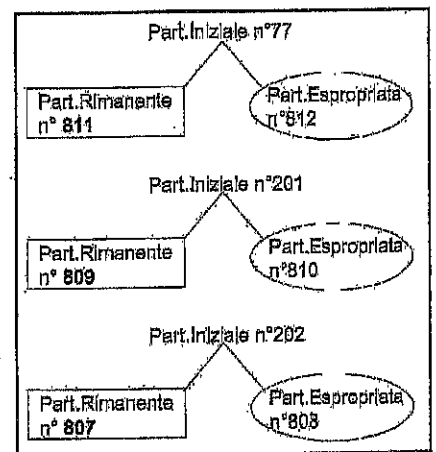 Part.Iniziale n°77
Part.Rimanente
n° 811
Part.Espropriata
n°812
Part.Iniziale n°201
Part.Rimanente
n° 809
Part.Espropriata
n°810
Part.Iniziale n°202
Part.Rimanente
n° 807
Part.Espropriata
n°808